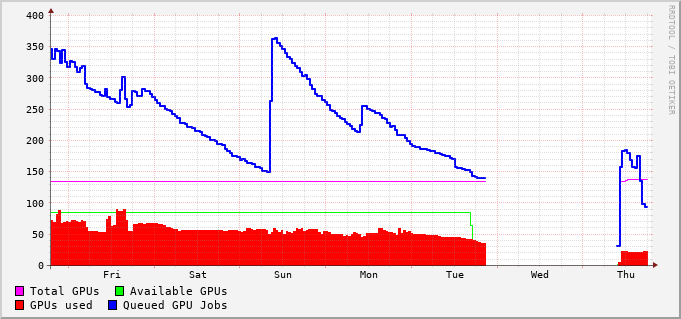 RRDTOOL / TOBI OETIKER
400
350
300
250
200
150
100
50
0
Fri Sat Sun Mon Tue Wed Thu
Total GPUs Available GPUs
GPUs used Queued GPU Jobs